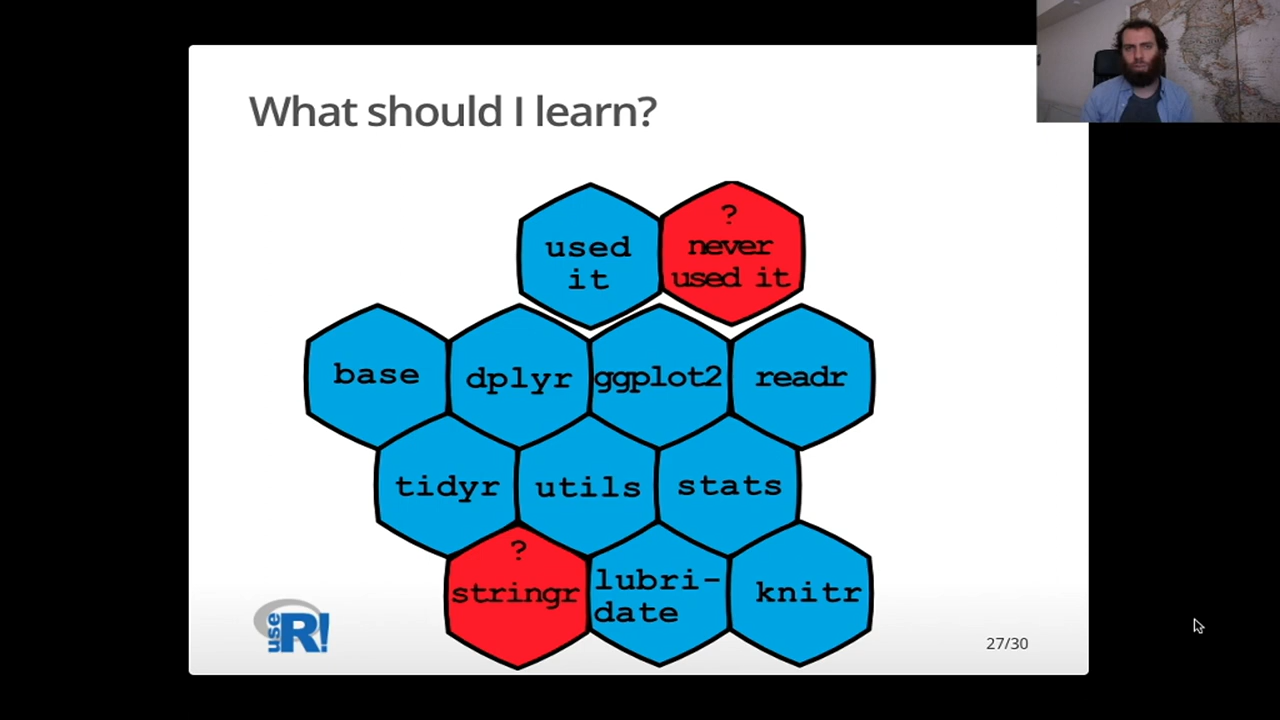 What should I learn?
used
it
?
never
used it
base
dplyr
ggplot2
readr
tidyr
utils
stats
?
stringr
lubri-
date
knitr
use
R!
27/30